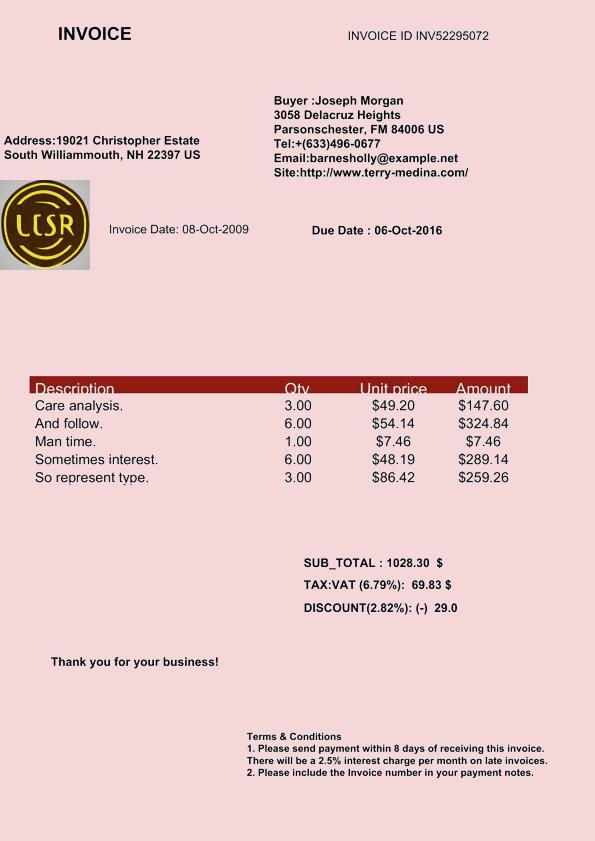 INVOICE
INVOICE ID INV52295072
Buyer :Joseph Morgan
3058 Delacruz Heights
Parsonschester, FM 84006 US
Tel:+(633)496-0677
Email:barnesholly@example.net
Site:http://www.terry-medina.com/
Address:19021 Christopher Estate
South Williammouth, NH 22397 US
LCSR
Invoice Date: 08-Oct-2009
Due Date : 06-Oct-2016
Description Qty Unit price Amount
Care analysis. 3.00 $49.20 $147.60
And follow. 6.00 $54.14 $324.84
Man time. 1.00 $7.46 $7.46
Sometimes interest. 6.00 $48.19 $289.14
So represent type. 3.00 $86.42 $259.26
SUB_TOTAL : 1028.30 $
TAX:VAT (6.79%): 69.83 $
DISCOUNT(2.82%): (-) 29.0
Thank you for your business!
Terms & Conditions
1. Please send payment within 8 days of receiving this invoice.
There will be a 2.5% interest charge per month on late invoices.
2. Please include the Invoice number in your payment notes.